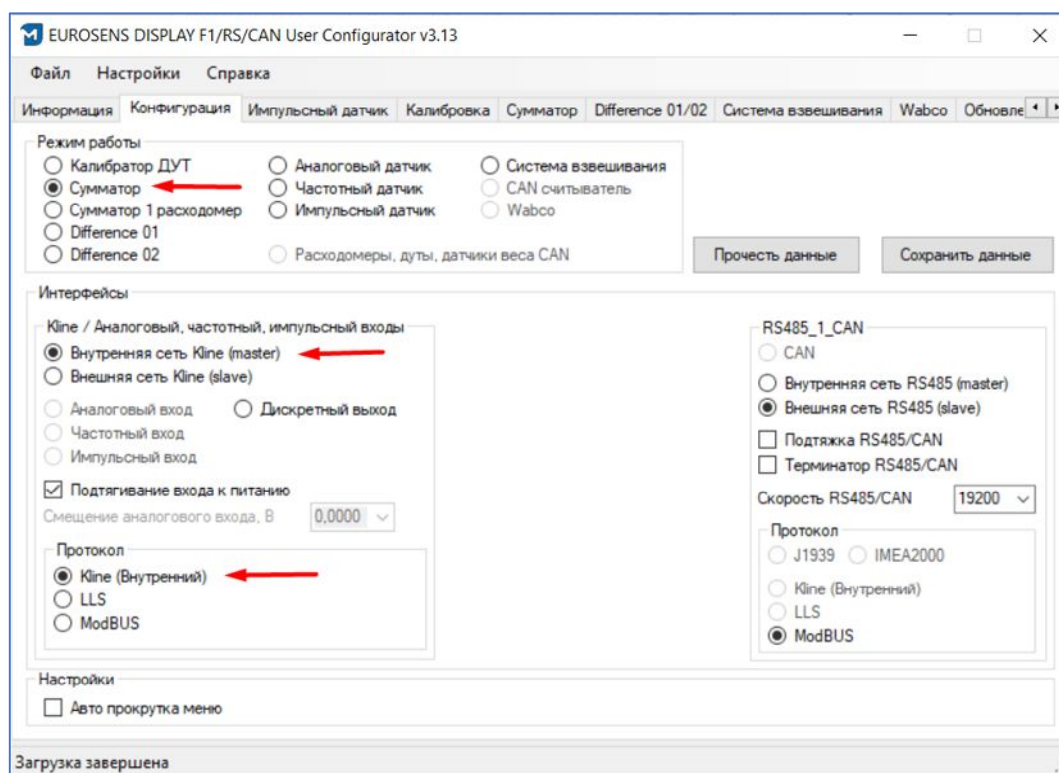 EUROSENS DISPLAY F1/RS/CAN User Configurator v3.13
Файл Настройки Справка
Информация Конфигурация Импульсный датчик Калибровка Сумматор Difference 01/02 Система взвешивания Wabco Обновле
Режим работы
Калибратор ДУТ Аналоговый датчик Система взвешивания
Сумматор Частотный датчик CAN считыватель
Сумматор 1 расходомер Импульсный датчик Wabco
Difference 01
Difference 02 Расходомеры, дуты, датчики веса CAN Прочесть данные Сохранить данные
Интерфейсы
Kline / Аналоговый, частотный, импульсный входы
Внутренняя сеть Kline (master)
Внешняя сеть Kline (slave)
Аналоговый вход Дискретный выход
Частотный вход
Импульсный вход
Подтягивание входа к питанию
Смещение аналогового входа, В 0,0000
Протокол
Kline (Внутренний)
LLS
ModBUS
RS485_1_CAN
CAN
Внутренняя сеть RS485 (master)
Внешняя сеть RS485 (slave)
Подтяжка RS485/CAN
Терминатор RS485/CAN
Скорость RS485/CAN 19200
Протокол
J1939 IMEA2000
Kline (Внутренний)
LLS
ModBUS
Настройки
Авто прокрутка меню
Загрузка завершена